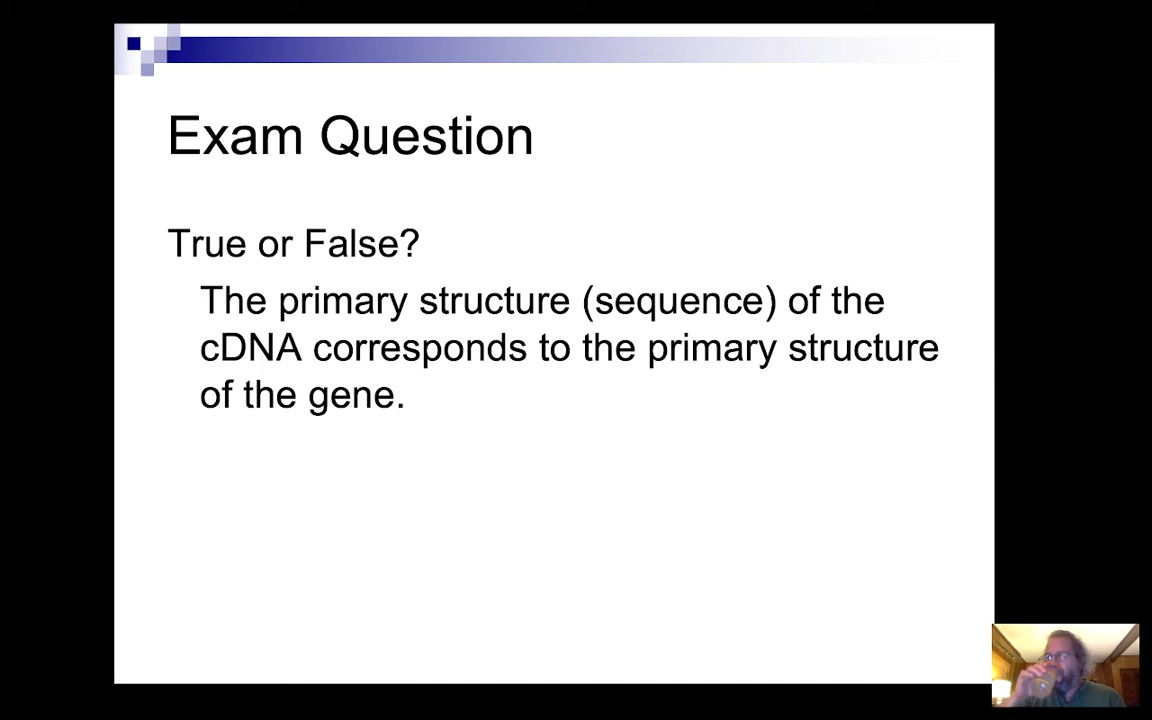 Exam Question
True or False?
The primary structure (sequence) of the
cDNA corresponds to the primary structure
of the gene.